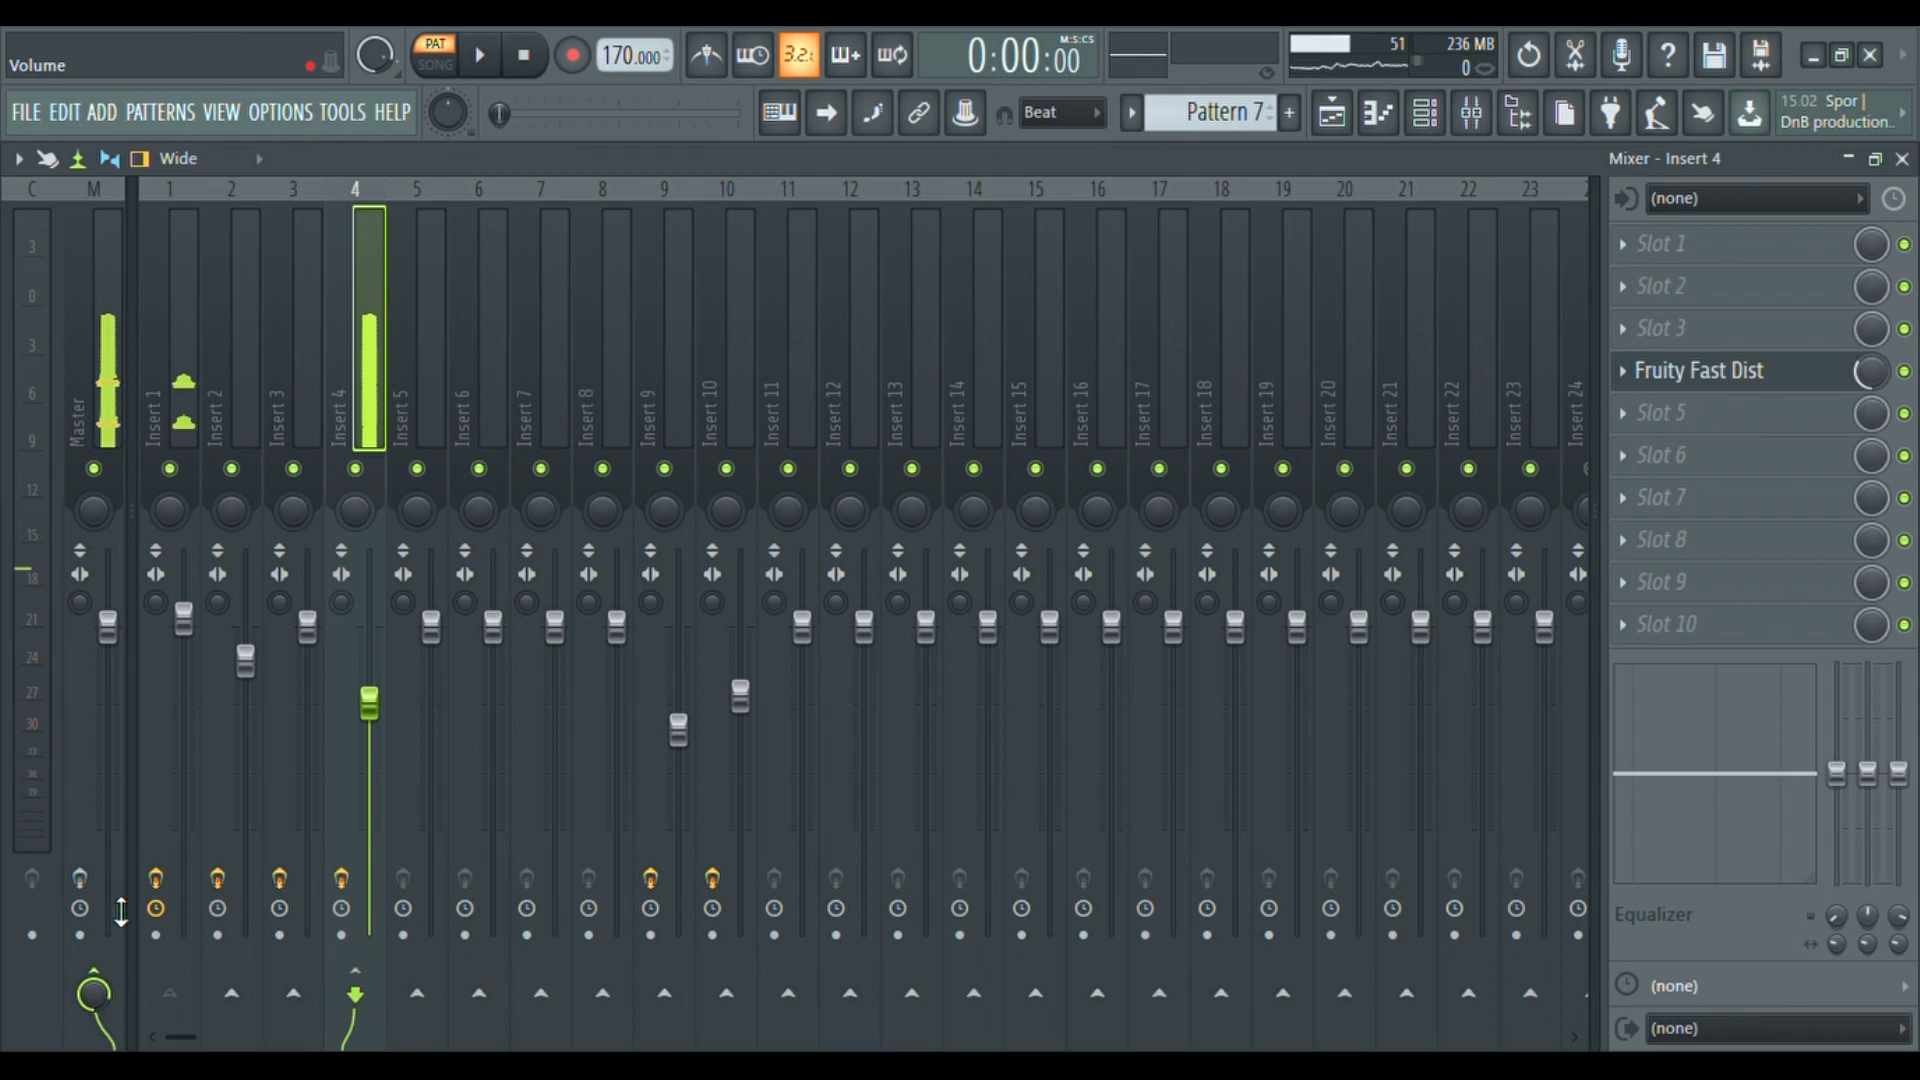 Volume
PAT
SONG
170.000
3.2.
M:S:CS
0:00:00
51
236 MB
0
FILE EDIT ADD PATTERNS VIEW OPTIONS TOOLS HELP
Beat
Pattern 7
15.02 Spor |
DnB production..
Wide
Mixer - Insert 4
C M 1 2 3 4 5 6 7 8 9 10 11 12 13 14 15 16 17 18 19 20 21 22 23
(none)
3
0
3
6
9
12
15
18
21
24
27
30
33
36
39
Master
Insert 1
Insert 2
Insert 3
Insert 4
Insert 5
Insert 6
Insert 7
Insert 8
Insert 9
Insert 10
Insert 11
Insert 12
Insert 13
Insert 14
Insert 15
Insert 16
Insert 17
Insert 18
Insert 19
Insert 20
Insert 21
Insert 22
Insert 23
Insert 24
Slot 1
Slot 2
Slot 3
Fruity Fast Dist
Slot 5
Slot 6
Slot 7
Slot 8
Slot 9
Slot 10
Equalizer
(none)
(none)